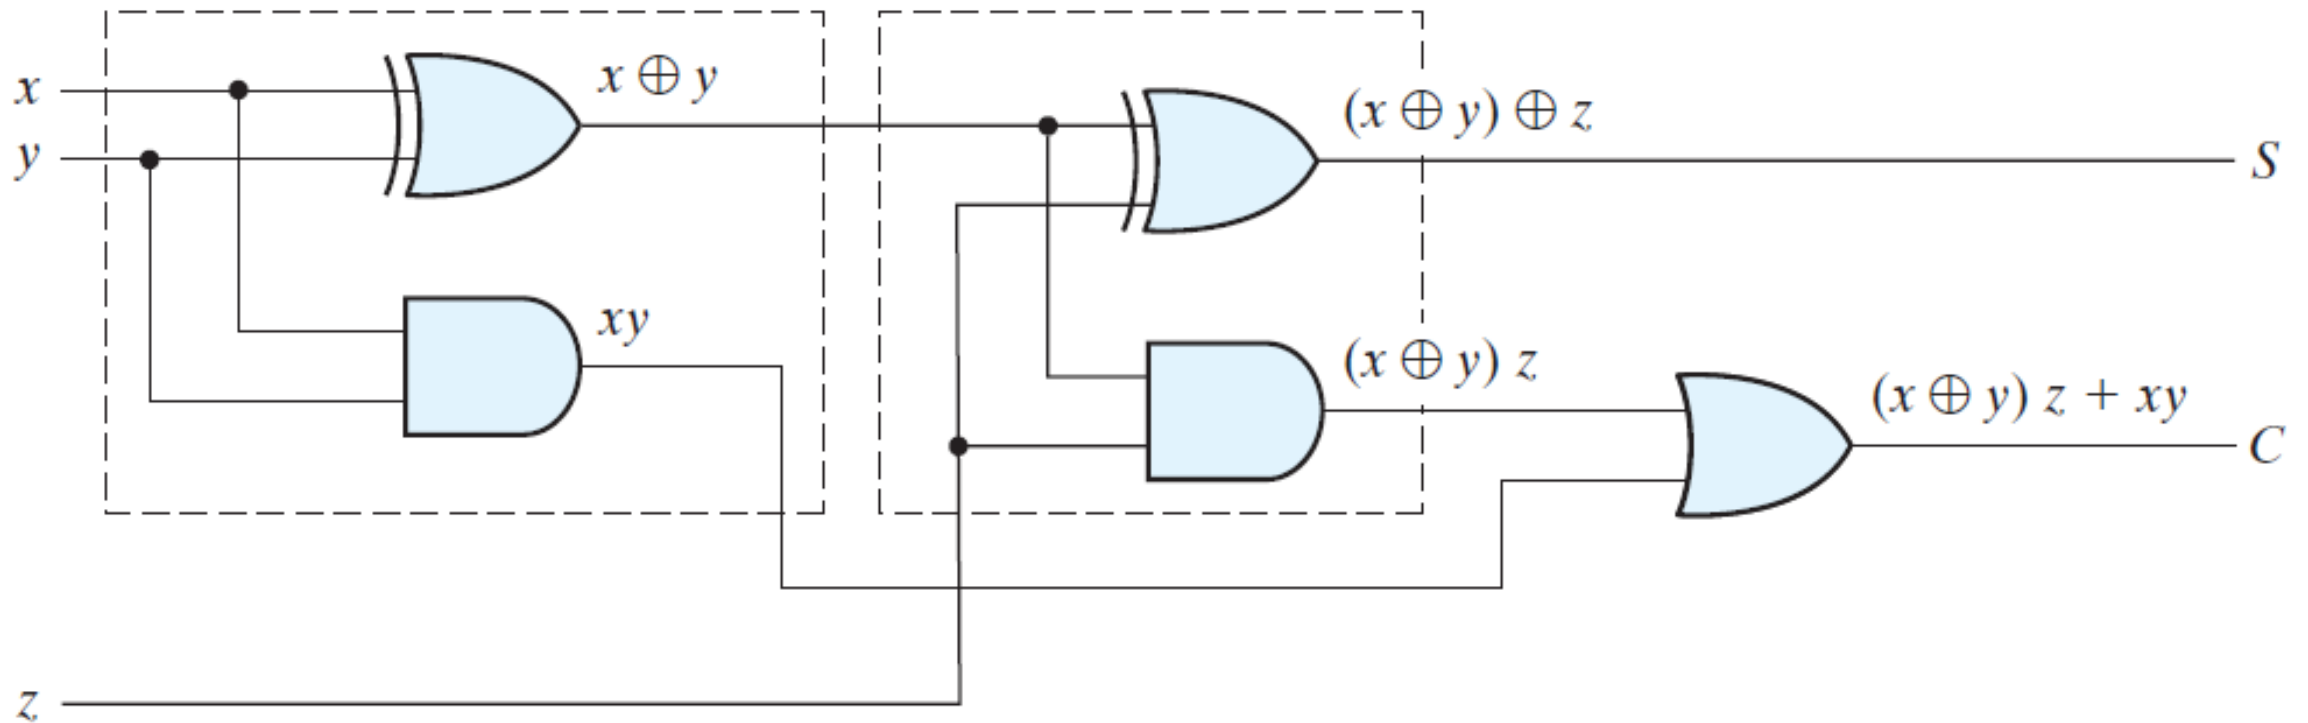 x
y
x ⊕ y
xy
(x ⊕ y) ⊕ z
S
(x ⊕ y) z
(x ⊕ y) z + xy
C
z